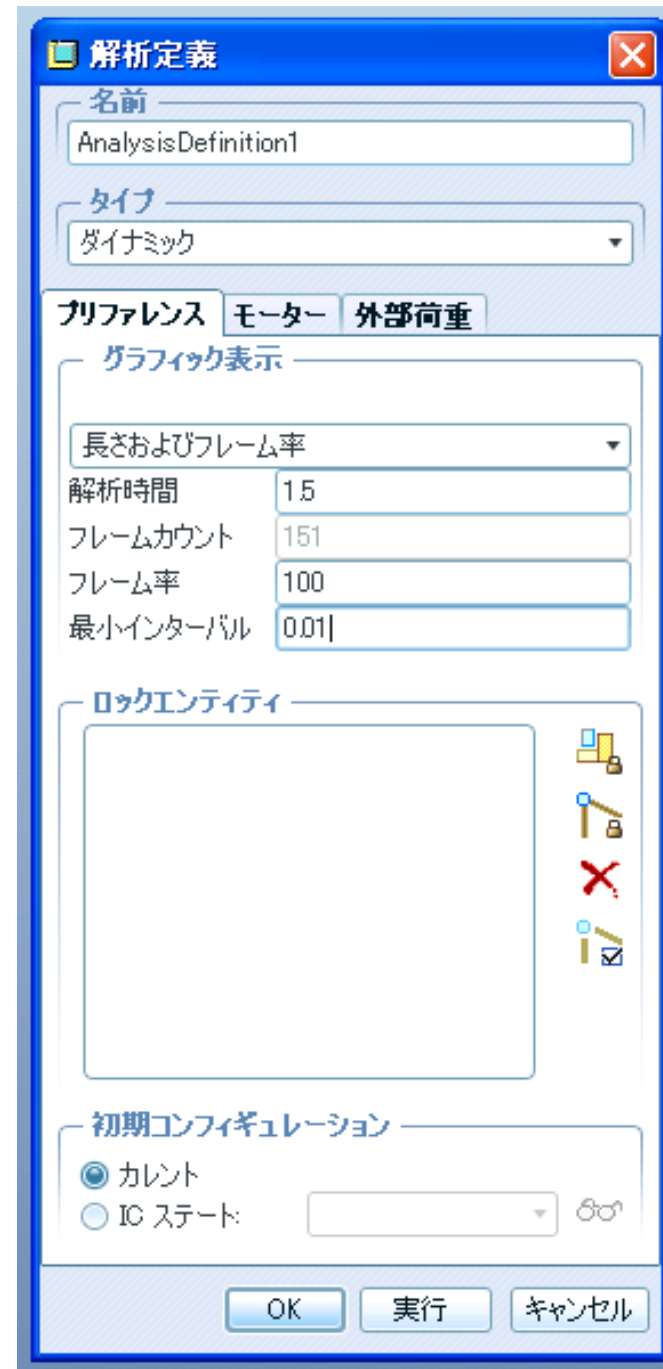 解析定義
名前
AnalysisDefinition1
タイプ
ダイナミック
プリファレンス モーター 外部荷重
グラフィック表示
長さおよびフレーム率
解析時間 1.5
フレームカウント 151
フレーム率 100
最小インターバル 0.01
ロックエンティティ
初期コンフィギュレーション
カレント
IC ステート:
OK 実行 キャンセル